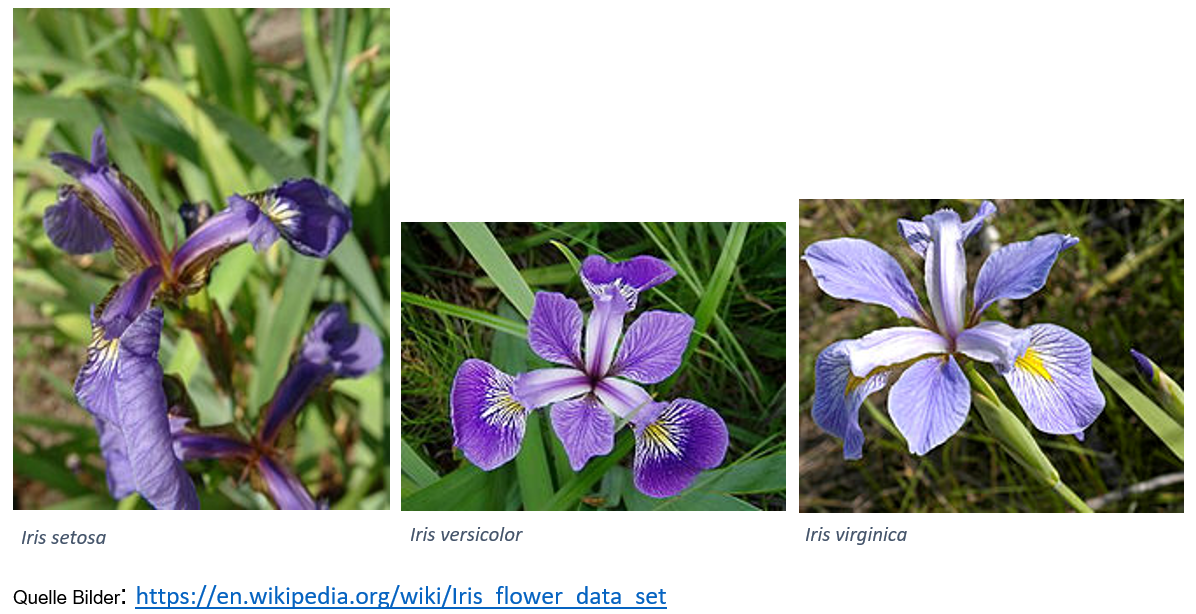 Iris setosa
Iris versicolor
Iris virginica
Quelle Bilder: https://en.wikipedia.org/wiki/Iris_flower_data_set